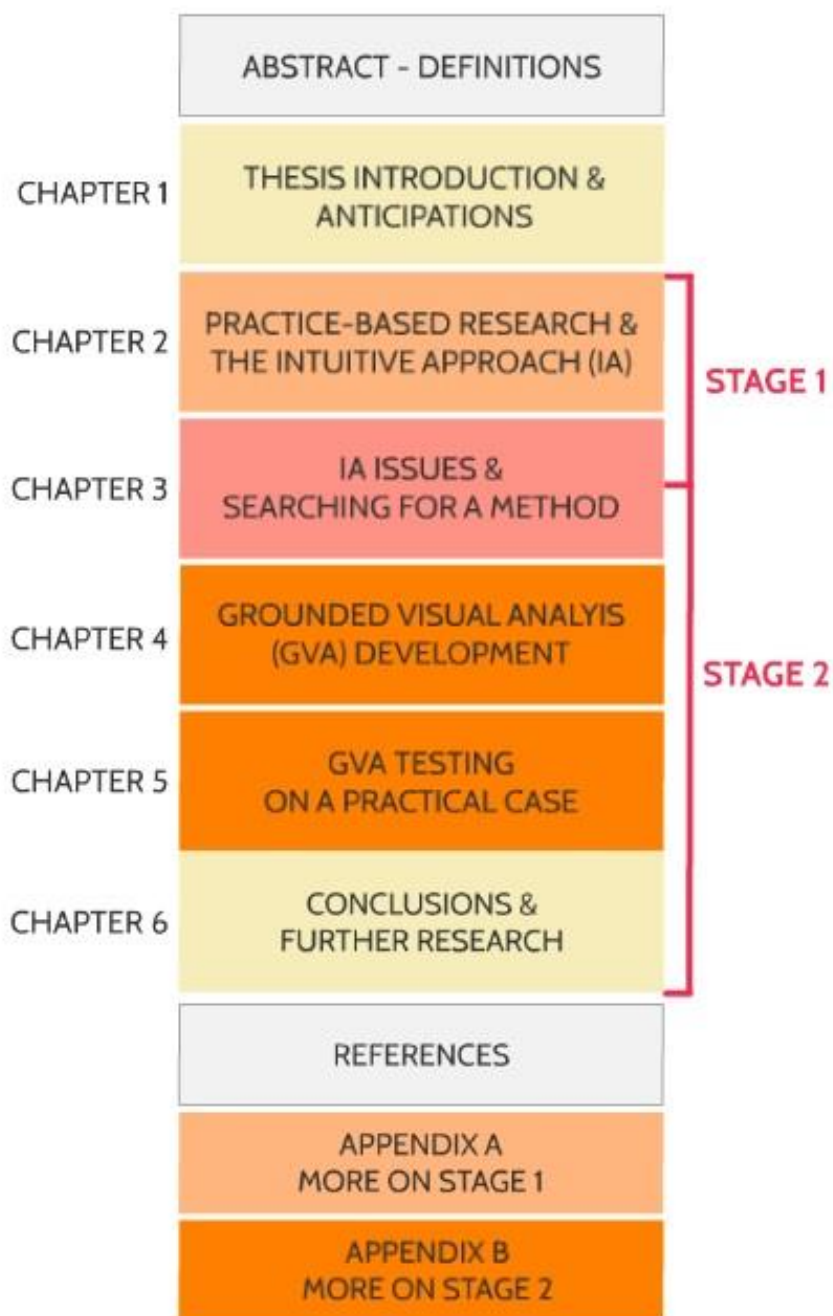 ABSTRACT - DEFINITIONS
CHAPTER 1
THESIS INTRODUCTION &
ANTICIPATIONS
CHAPTER 2
PRACTICE-BASED RESEARCH &
THE INTUITIVE APPROACH (IA)
STAGE 1
CHAPTER 3
IA ISSUES &
SEARCHING FOR A METHOD
CHAPTER 4
GROUNDED VISUAL ANALYIS
(GVA) DEVELOPMENT
STAGE 2
CHAPTER 5
GVA TESTING
ON A PRACTICAL CASE
CHAPTER 6
CONCLUSIONS &
FURTHER RESEARCH
REFERENCES
APPENDIX A
MORE ON STAGE 1
APPENDIX B
MORE ON STAGE 2